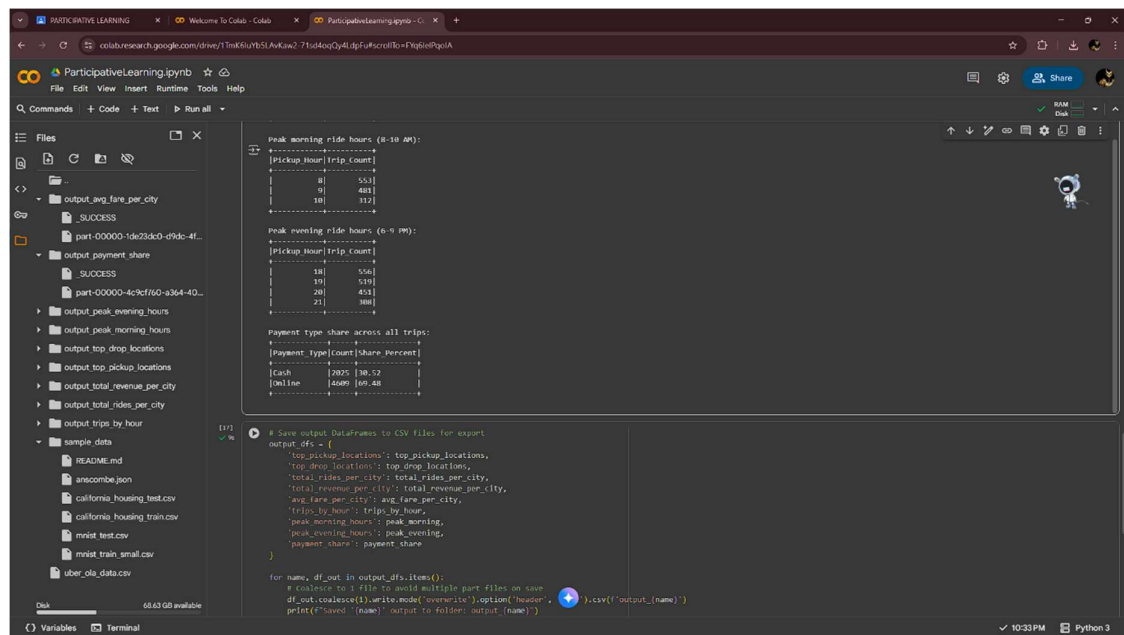 PARTICIPATIVE LEARNING
Welcome To Colab - Colab
ParticipativeLearning.ipynb - Co
ParticipativeLearning.ipynb
File Edit View Insert Runtime Tools Help
Share
Commands + Code + Text Run all
RAM
Disk
Files
..
output_avg_fare_per_city
_SUCCESS
part-00000-1de23dc0-d9dc-4f...
output_payment_share
_SUCCESS
part-00000-4c9cf760-a364-40...
output_peak_evening_hours
output_peak_morning_hours
output_top_drop_locations
output_top_pickup_locations
output_total_revenue_per_city
output_total_rides_per_city
output_trips_by_hour
sample_data
README.md
anscombe.json
california_housing_test.csv
california_housing_train.csv
mnist_test.csv
mnist_train_small.csv
uber_ola_data.csv
Disk 68.63 GB available
Peak morning ride hours (8-10 AM):
+-----------+----------+
|Pickup_Hour|Trip_Count|
+-----------+----------+
| 8| 553|
| 9| 481|
| 10| 312|
+-----------+----------+
Peak evening ride hours (6-9 PM):
+-----------+----------+
|Pickup_Hour|Trip_Count|
+-----------+----------+
| 18| 556|
| 19| 519|
| 20| 451|
| 21| 308|
+-----------+----------+
Payment type share across all trips:
+------------+-----+-------------+
|Payment_Type|Count|Share_Percent|
+------------+-----+-------------+
|Cash |2025 |30.52 |
|Online |4609 |69.48 |
+------------+-----+-------------+
[17]
9s
# Save output DataFrames to CSV files for export
output_dfs = {
'top_pickup_locations': top_pickup_locations,
'top_drop_locations': top_drop_locations,
'total_rides_per_city': total_rides_per_city,
'total_revenue_per_city': total_revenue_per_city,
'avg_fare_per_city': avg_fare_per_city,
'trips_by_hour': trips_by_hour,
'peak_morning_hours': peak_morning,
'peak_evening_hours': peak_evening,
'payment_share': payment_share
}
for name, df_out in output_dfs.items():
# Coalesce to 1 file to avoid multiple part files on save
df_out.coalesce(1).write.mode('overwrite').option('header', ').csv(f'output_{name}')
print(f"Saved '{name}' output to folder: output_{name}")
Variables Terminal
10:33 PM Python 3